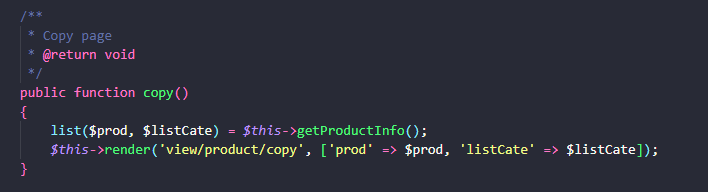 /**
 * Copy page
 * @return void
 */
public function copy()
{
    list($prod, $listCate) = $this->getProductInfo();
    $this->render('view/product/copy', ['prod' => $prod, 'listCate' => $listCate]);
}